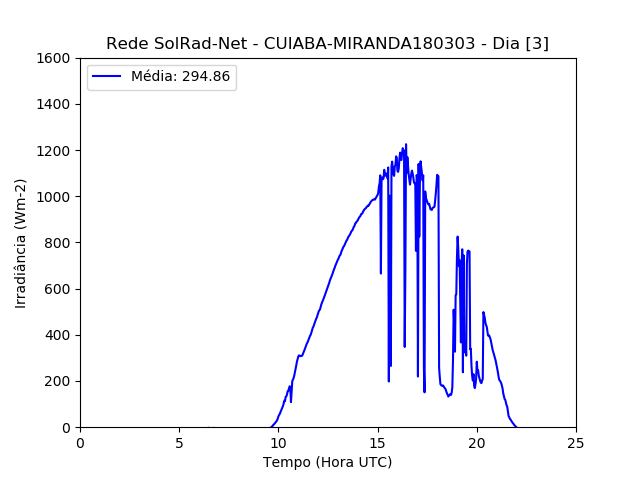 Rede SolRad-Net - CUIABA-MIRANDA180303 - Dia [3]
Média: 294.86
1600
1400
1200
1000
800
600
400
200
0
Irradiância (Wm-2)
0 5 10 15 20 25
Tempo (Hora UTC)